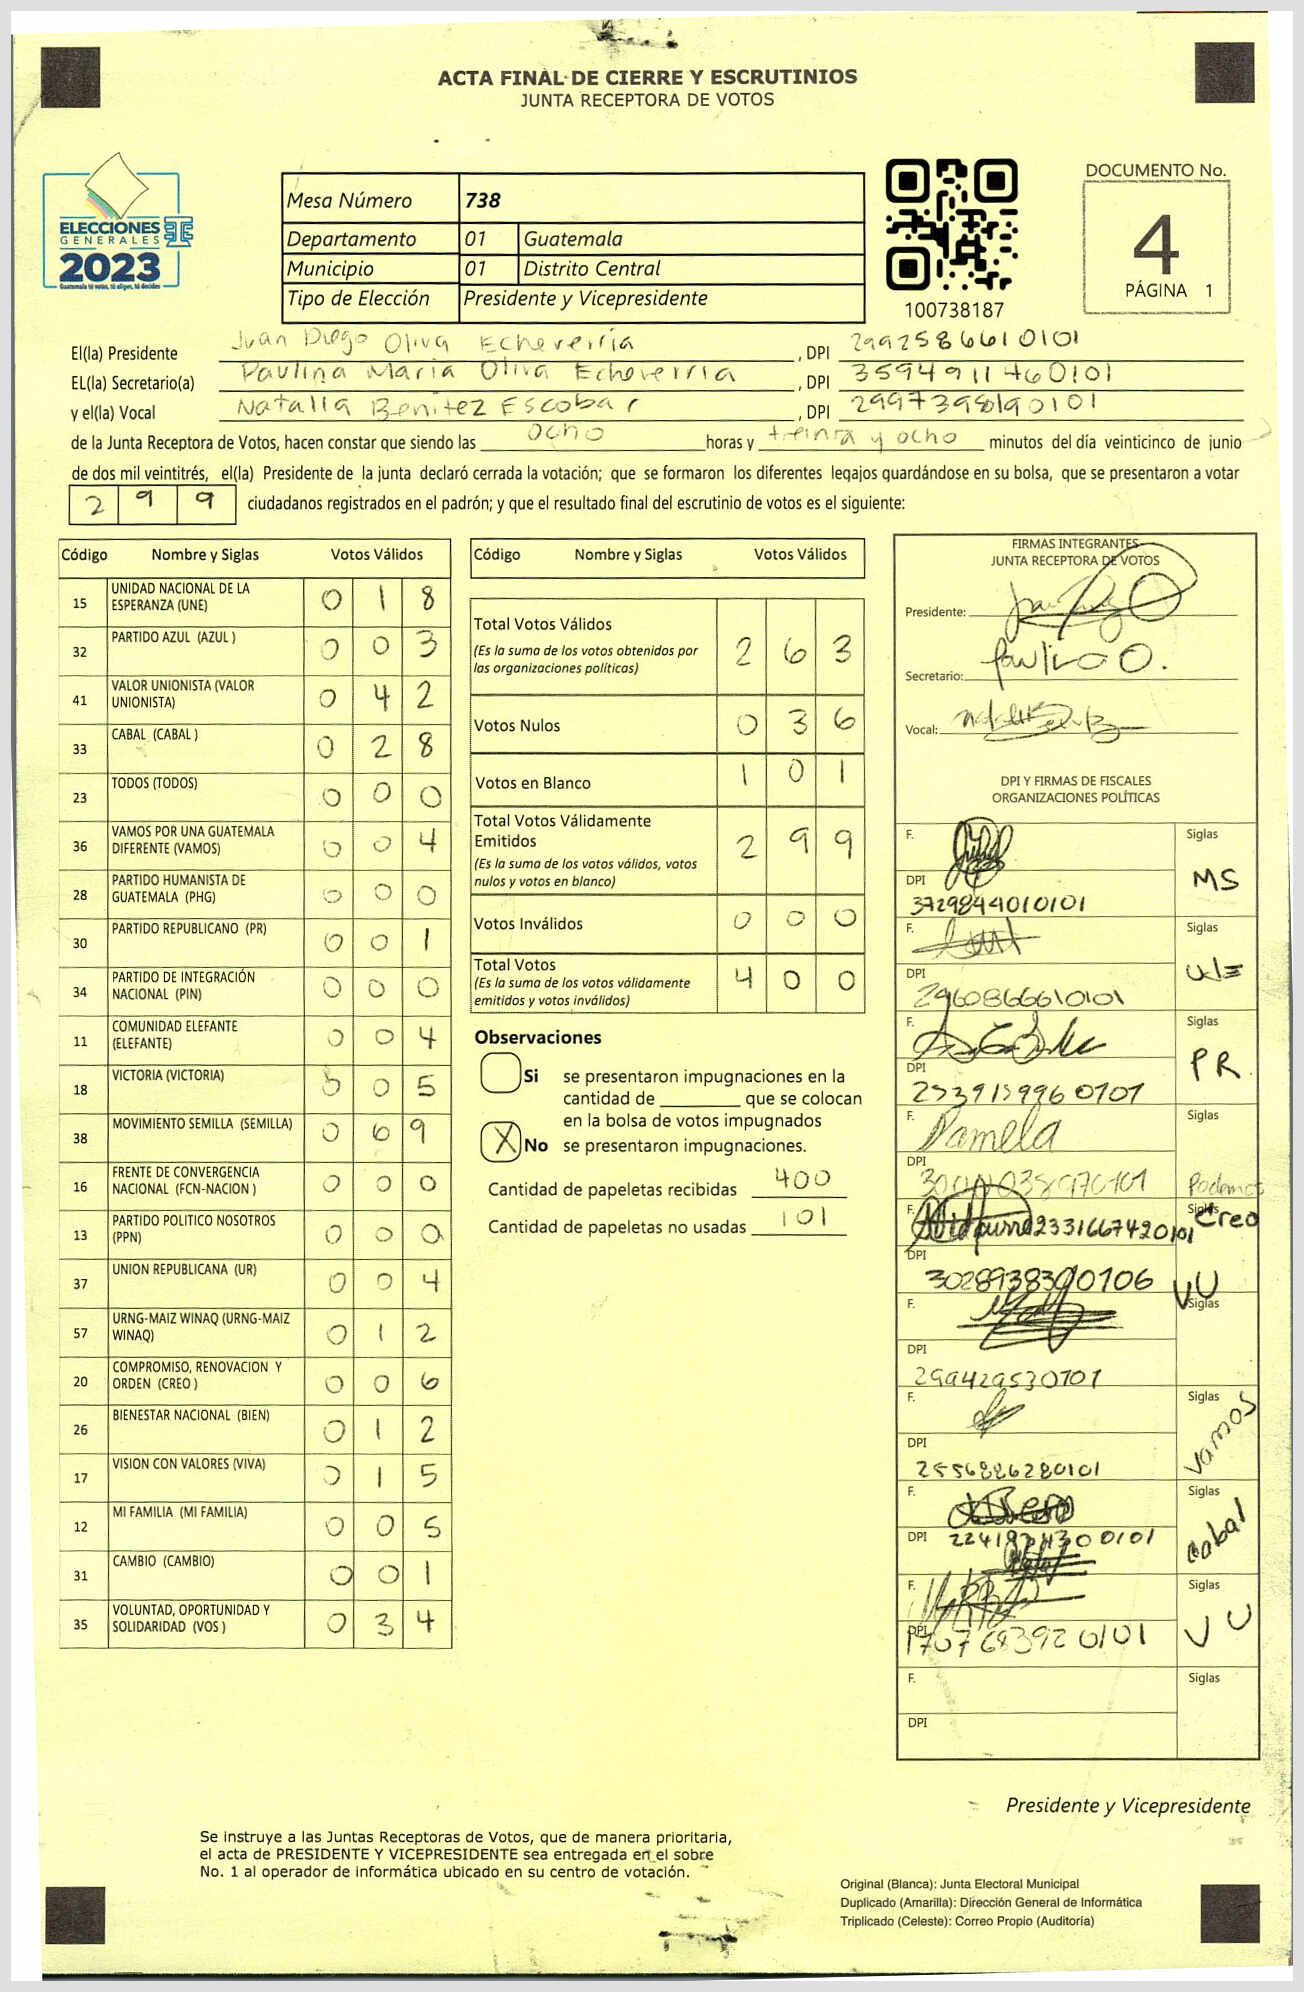 ACTA FINAL DE CIERRE Y ESCRUTINIOS
JUNTA RECEPTORA DE VOTOS
ELECCIONES
GENERALES
2023
Guatemala tú votas, tú eliges, tú decides
Mesa Número 738
Departamento 01 Guatemala
Municipio 01 Distrito Central
Tipo de Elección Presidente y Vicepresidente
100738187
DOCUMENTO No.
4
PÁGINA 1
El(la) Presidente Juan Diego Oliva Echeverría , DPI 2992586610101
EL(la) Secretario(a) Paulina María Oliva Echeverría , DPI 3594911460101
y el(la) Vocal Natalia Benitez Escobar , DPI 2997398190101
de la Junta Receptora de Votos, hacen constar que siendo las ocho horas y treinta y ocho minutos del día veinticinco de junio
de dos mil veintitrés, el(la) Presidente de la junta declaró cerrada la votación; que se formaron los diferentes legajos guardándose en su bolsa, que se presentaron a votar
2 9 9 ciudadanos registrados en el padrón; y que el resultado final del escrutinio de votos es el siguiente:
Código Nombre y Siglas Votos Válidos
15 UNIDAD NACIONAL DE LA ESPERANZA (UNE) 0 1 8
32 PARTIDO AZUL (AZUL ) 0 0 3
41 VALOR UNIONISTA (VALOR UNIONISTA) 0 4 2
33 CABAL (CABAL ) 0 2 8
23 TODOS (TODOS) 0 0 0
36 VAMOS POR UNA GUATEMALA DIFERENTE (VAMOS) 0 0 4
28 PARTIDO HUMANISTA DE GUATEMALA (PHG) 0 0 0
30 PARTIDO REPUBLICANO (PR) 0 0 1
34 PARTIDO DE INTEGRACIÓN NACIONAL (PIN) 0 0 0
11 COMUNIDAD ELEFANTE (ELEFANTE) 0 0 4
18 VICTORIA (VICTORIA) 0 0 5
38 MOVIMIENTO SEMILLA (SEMILLA) 0 6 9
16 FRENTE DE CONVERGENCIA NACIONAL (FCN-NACION ) 0 0 0
13 PARTIDO POLITICO NOSOTROS (PPN) 0 0 0
37 UNION REPUBLICANA (UR) 0 0 4
57 URNG-MAIZ WINAQ (URNG-MAIZ WINAQ) 0 1 2
20 COMPROMISO, RENOVACION Y ORDEN (CREO ) 0 0 6
26 BIENESTAR NACIONAL (BIEN) 0 1 2
17 VISION CON VALORES (VIVA) 0 1 5
12 MI FAMILIA (MI FAMILIA) 0 0 5
31 CAMBIO (CAMBIO) 0 0 1
35 VOLUNTAD, OPORTUNIDAD Y SOLIDARIDAD (VOS ) 0 3 4
Código Nombre y Siglas Votos Válidos
Total Votos Válidos 2 6 3
(Es la suma de los votos obtenidos por
las organizaciones políticas)
Votos Nulos 0 3 6
Votos en Blanco 1 0 1
Total Votos Válidamente
Emitidos 2 9 9
(Es la suma de los votos válidos, votos
nulos y votos en blanco)
Votos Inválidos 0 0 0
Total Votos 4 0 0
(Es la suma de los votos válidamente
emitidos y votos inválidos)
Observaciones
Si se presentaron impugnaciones en la
cantidad de ________ que se colocan
en la bolsa de votos impugnados
X No se presentaron impugnaciones.
Cantidad de papeletas recibidas 400
Cantidad de papeletas no usadas 101
FIRMAS INTEGRANTES
JUNTA RECEPTORA DE VOTOS
Presidente:
Secretario: Paulina O.
Vocal:
DPI Y FIRMAS DE FISCALES
ORGANIZACIONES POLÍTICAS
F. Siglas
DPI MS
3729844010101
F. Siglas
DPI
2960866610101
F. Siglas
DPI PR
2539159960101
F. Pamela Siglas
DPI
Podemos
F. 2331667420101 Siglas Creo
DPI
3028938300106 VU
F. Siglas
DPI
299429530101
F. Siglas
DPI Vamos
2556886280101
F. Siglas
DPI Cabal
F. Siglas
DPI
1707683920101 VU
F. Siglas
DPI
Presidente y Vicepresidente
Se instruye a las Juntas Receptoras de Votos, que de manera prioritaria,
el acta de PRESIDENTE Y VICEPRESIDENTE sea entregada en el sobre
No. 1 al operador de informática ubicado en su centro de votación.
Original (Blanca): Junta Electoral Municipal
Duplicado (Amarilla): Dirección General de Informática
Triplicado (Celeste): Correo Propio (Auditoría)